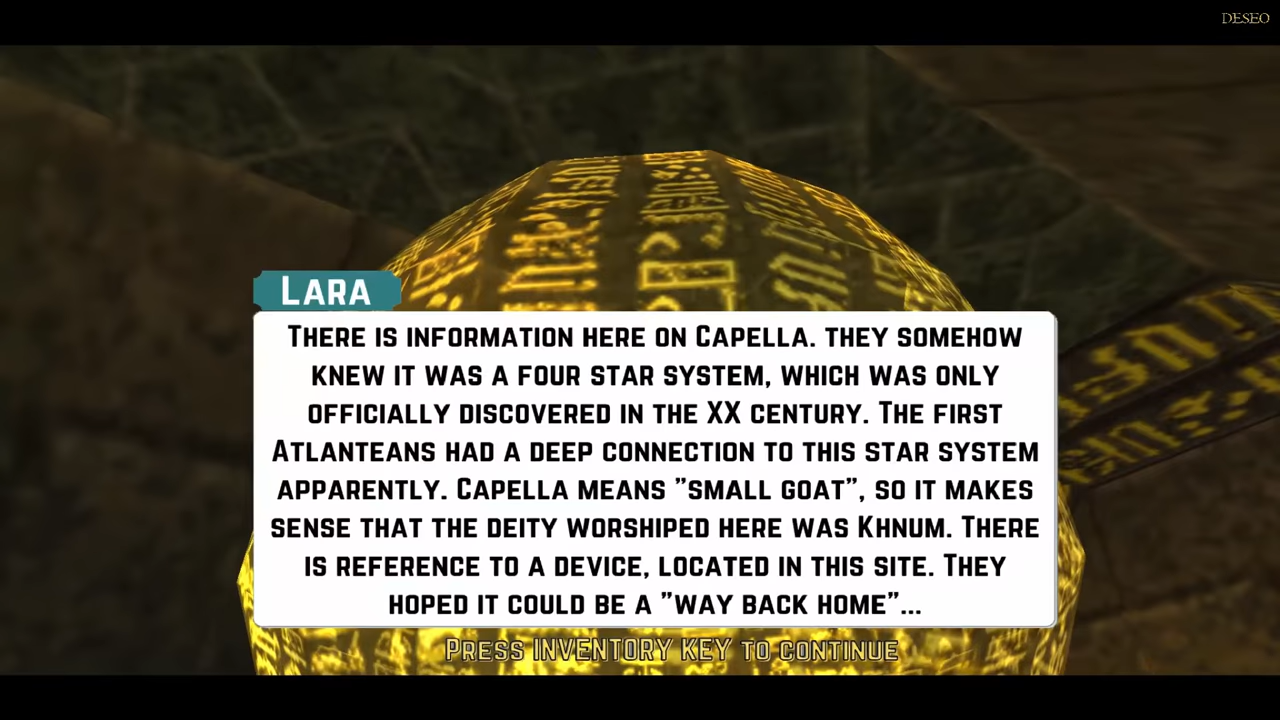 DESEO
LARA
THERE IS INFORMATION HERE ON CAPELLA. THEY SOMEHOW
KNEW IT WAS A FOUR STAR SYSTEM, WHICH WAS ONLY
OFFICIALLY DISCOVERED IN THE XX CENTURY. THE FIRST
ATLANTEANS HAD A DEEP CONNECTION TO THIS STAR SYSTEM
APPARENTLY. CAPELLA MEANS "SMALL GOAT", SO IT MAKES
SENSE THAT THE DEITY WORSHIPED HERE WAS KHNUM. THERE
IS REFERENCE TO A DEVICE, LOCATED IN THIS SITE. THEY
HOPED IT COULD BE A "WAY BACK HOME"...
PRESS INVENTORY KEY TO CONTINUE